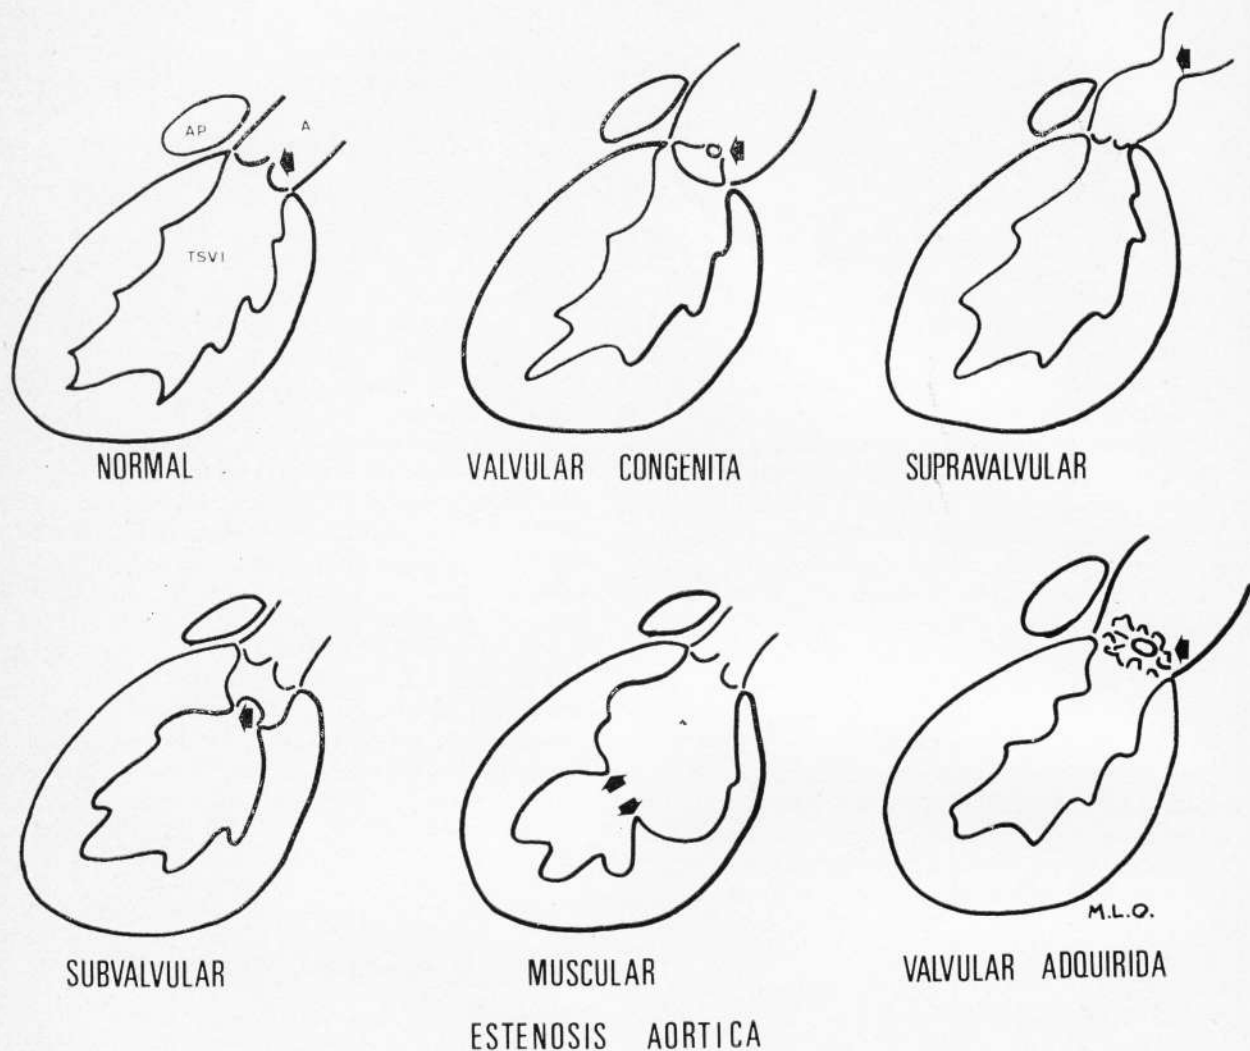 AP
A
TSVI
NORMAL
VALVULAR CONGENITA
SUPRAVALVULAR
SUBVALVULAR
MUSCULAR
VALVULAR ADQUIRIDA
M.L.O.
ESTENOSIS AORTICA